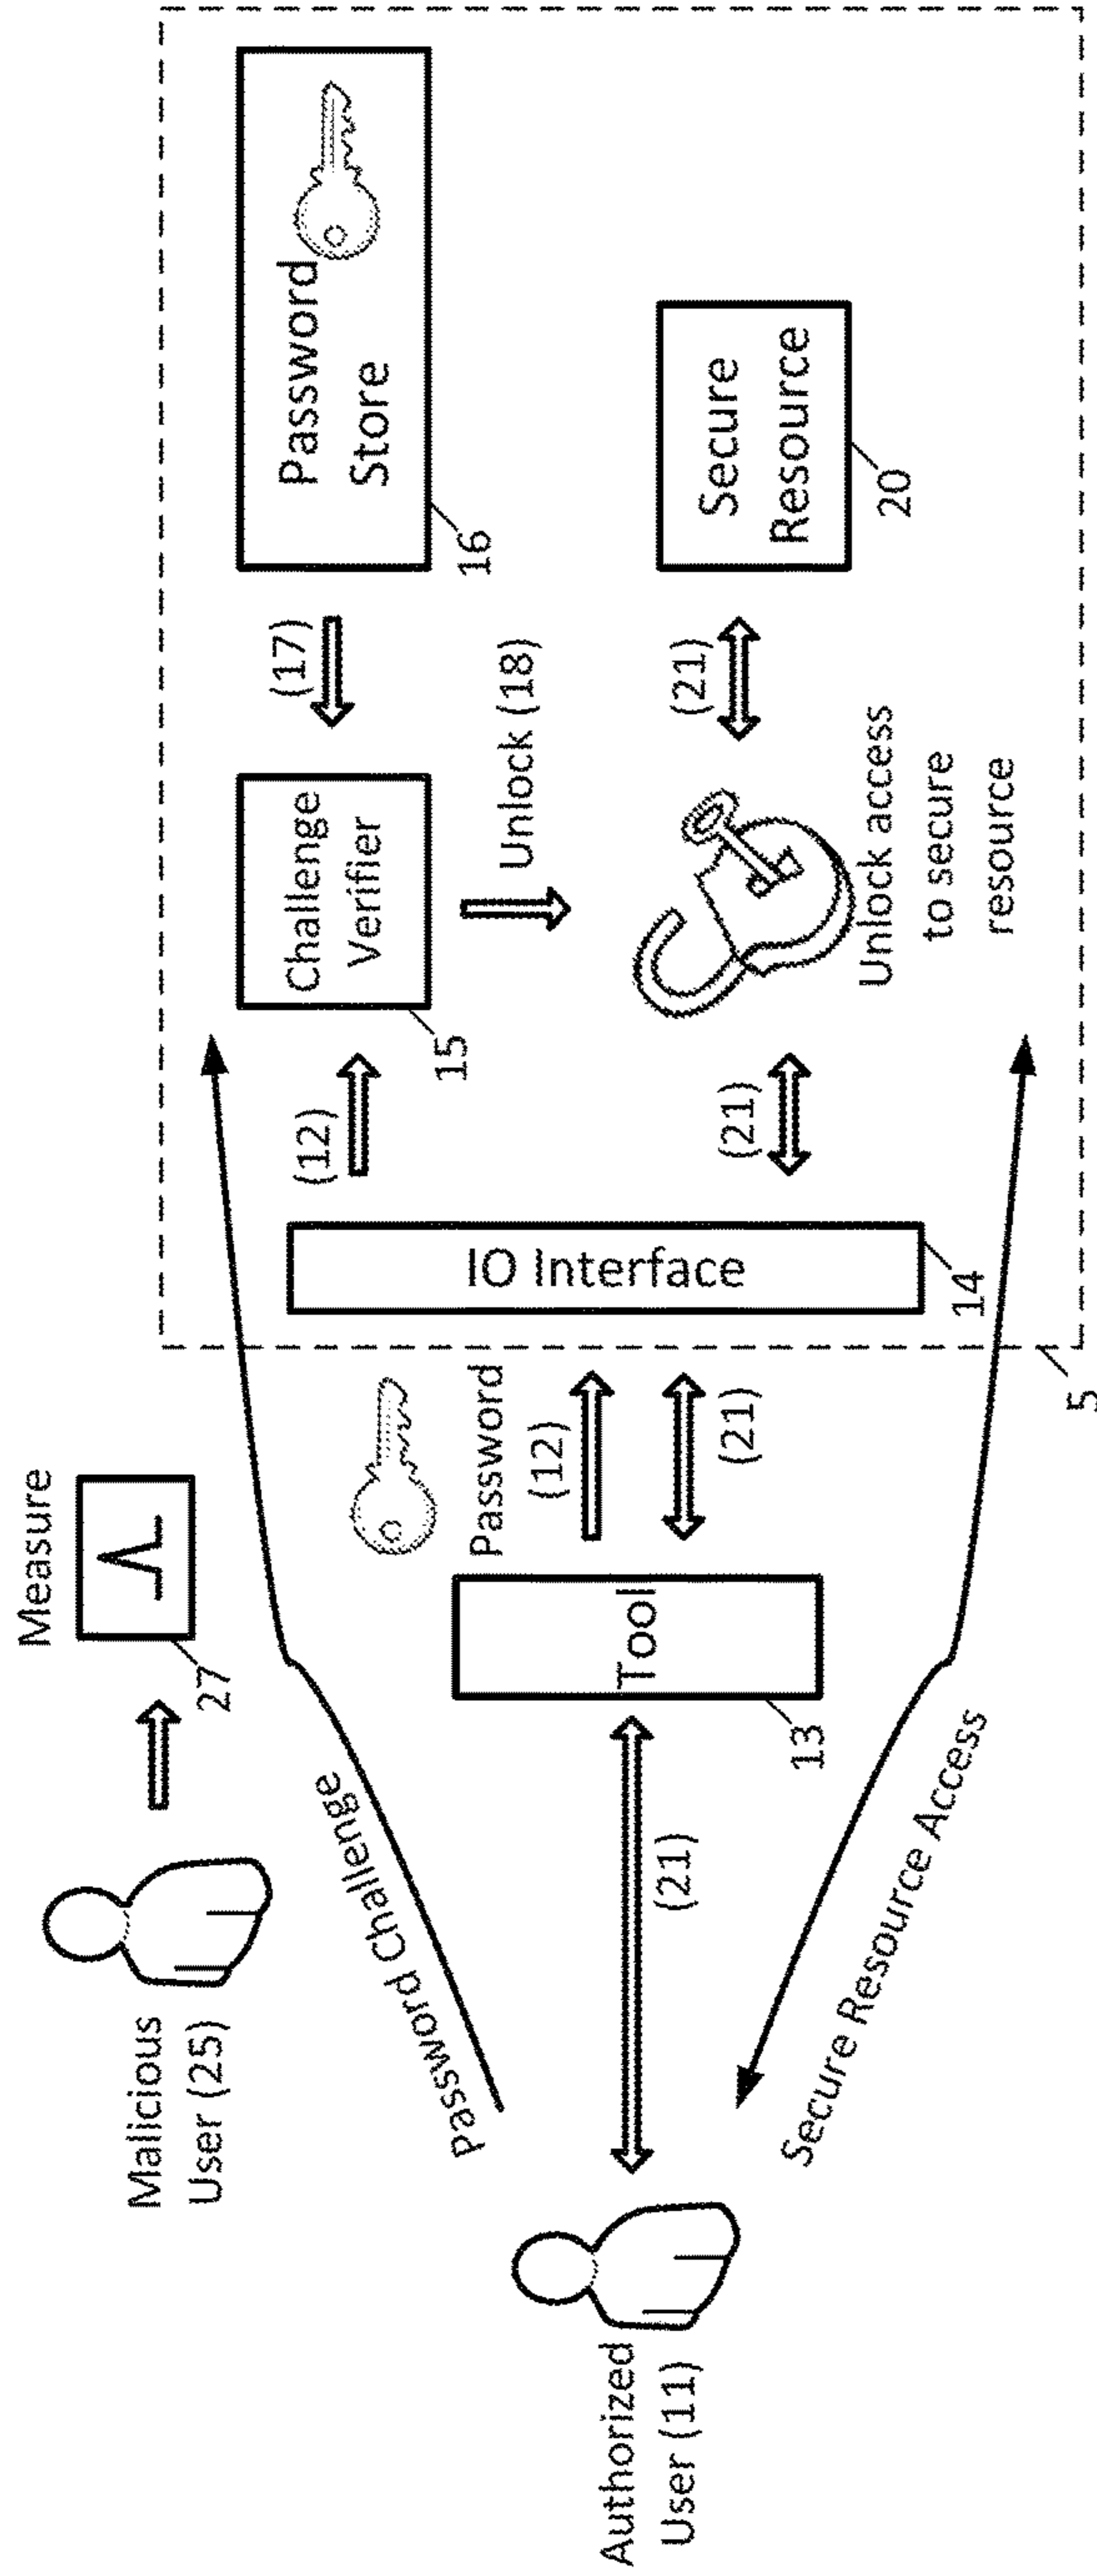 Measure
27
Malicious
User (25)
Password Challenge
Authorized
User (11)
(21)
Tool
13
Password
(12)
(21)
Secure Resource Access
IO Interface
14
5
(12)
Challenge
Verifier
15
(17)
Password
Store
16
Unlock (18)
(21)
Unlock access
to secure
resource
(21)
Secure
Resource
20